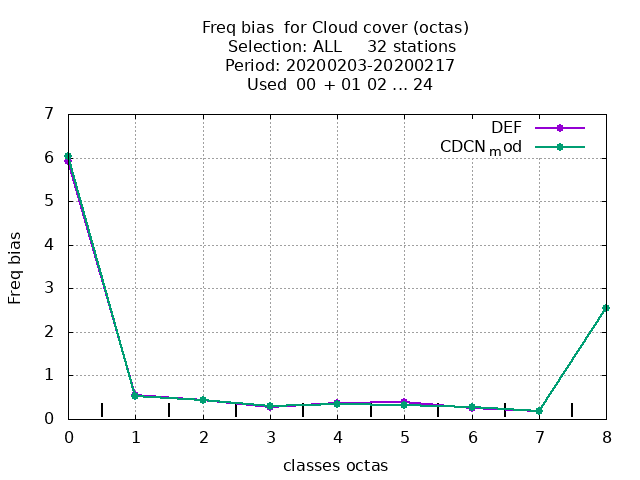 Freq bias  for Cloud cover (octas)
Selection: ALL     32 stations
Period: 20200203-20200217
Used  00 + 01 02 ... 24
DEF
CDCN_mod
7
6
5
4
3
2
1
0
Freq bias
0 1 2 3 4 5 6 7 8
classes octas